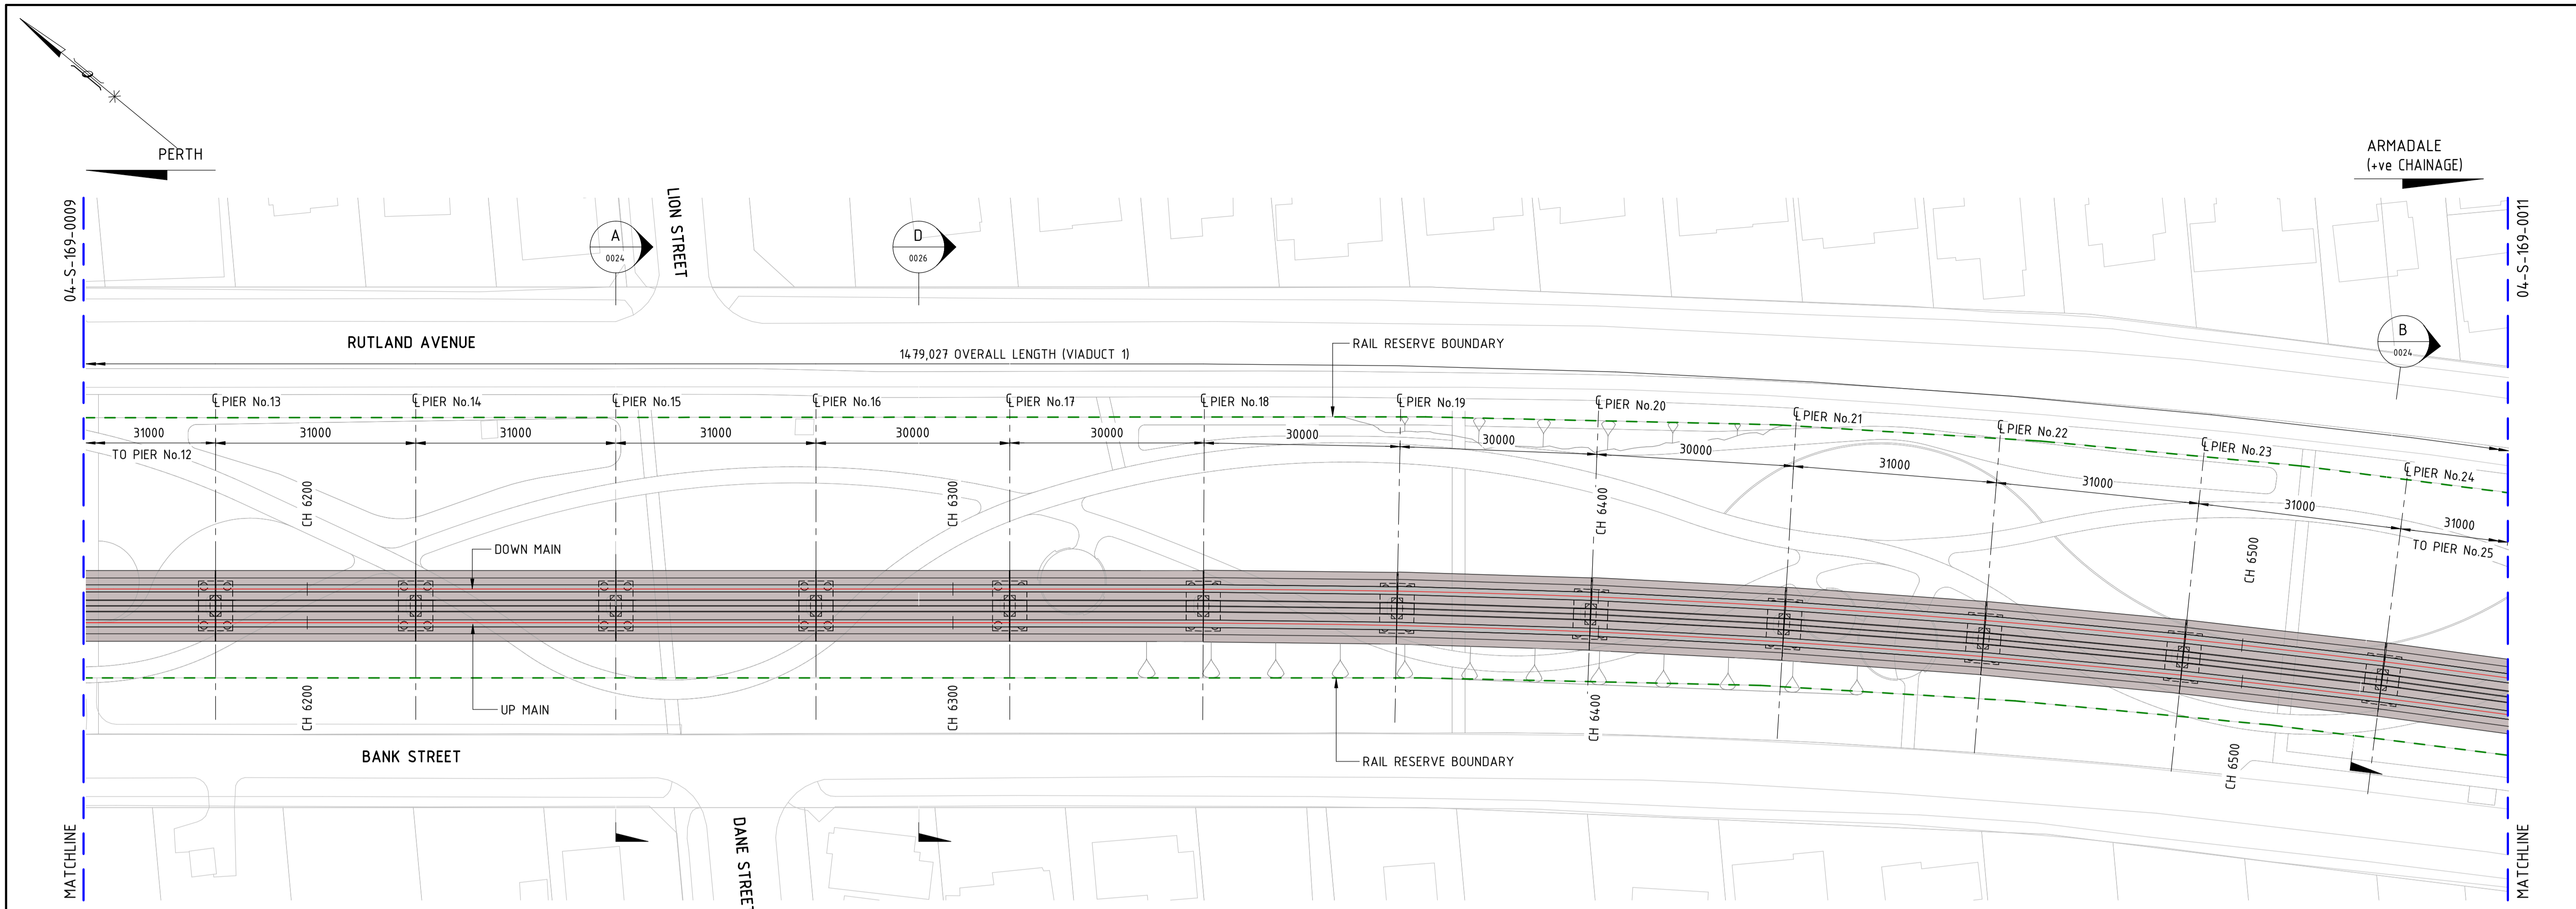 PERTH
ARMADALE
(+ve CHAINAGE)
04-S-169-0009
LION STREET
A
0024
D
0026
04-S-169-0011
B
0024
RUTLAND AVENUE
1479,027 OVERALL LENGTH (VIADUCT 1)
RAIL RESERVE BOUNDARY
℄ PIER No.13
℄ PIER No.14
℄ PIER No.15
℄ PIER No.16
℄ PIER No.17
℄ PIER No.18
℄ PIER No.19
℄ PIER No.20
℄ PIER No.21
℄ PIER No.22
℄ PIER No.23
℄ PIER No.24
31000
31000
31000
31000
30000
30000
30000
30000
30000
31000
31000
31000
31000
TO PIER No.12
TO PIER No.25
CH 6200
CH 6300
CH 6400
CH 6500
DOWN MAIN
UP MAIN
CH 6200
CH 6300
CH 6400
CH 6500
BANK STREET
RAIL RESERVE BOUNDARY
DANE STREET
MATCHLINE
MATCHLINE